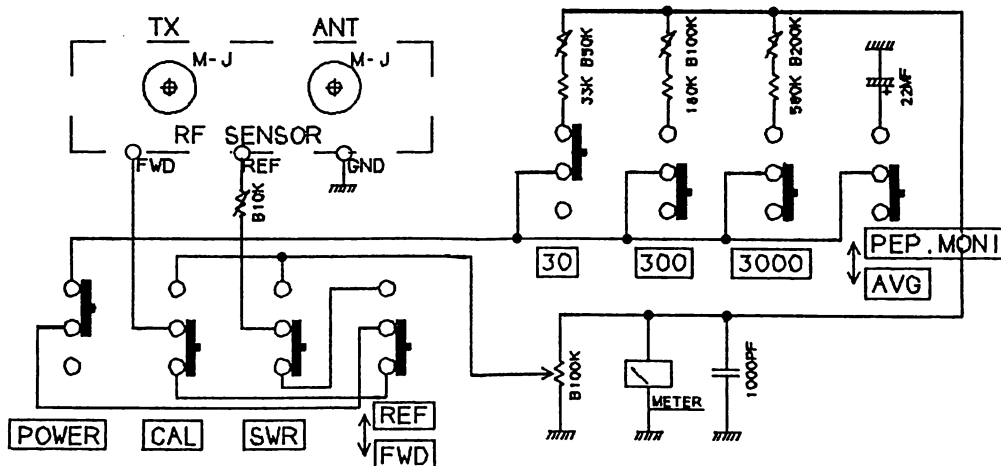 TX
ANT
M-J
M-J
RF SENSOR
FWD
REF
GND
B10K
33K B50K
180K B100K
580K B200K
+
22MF
30
300
3000
PEP.MONI
AVG
B100K
METER
1000PF
POWER
CAL
SWR
REF
FWD